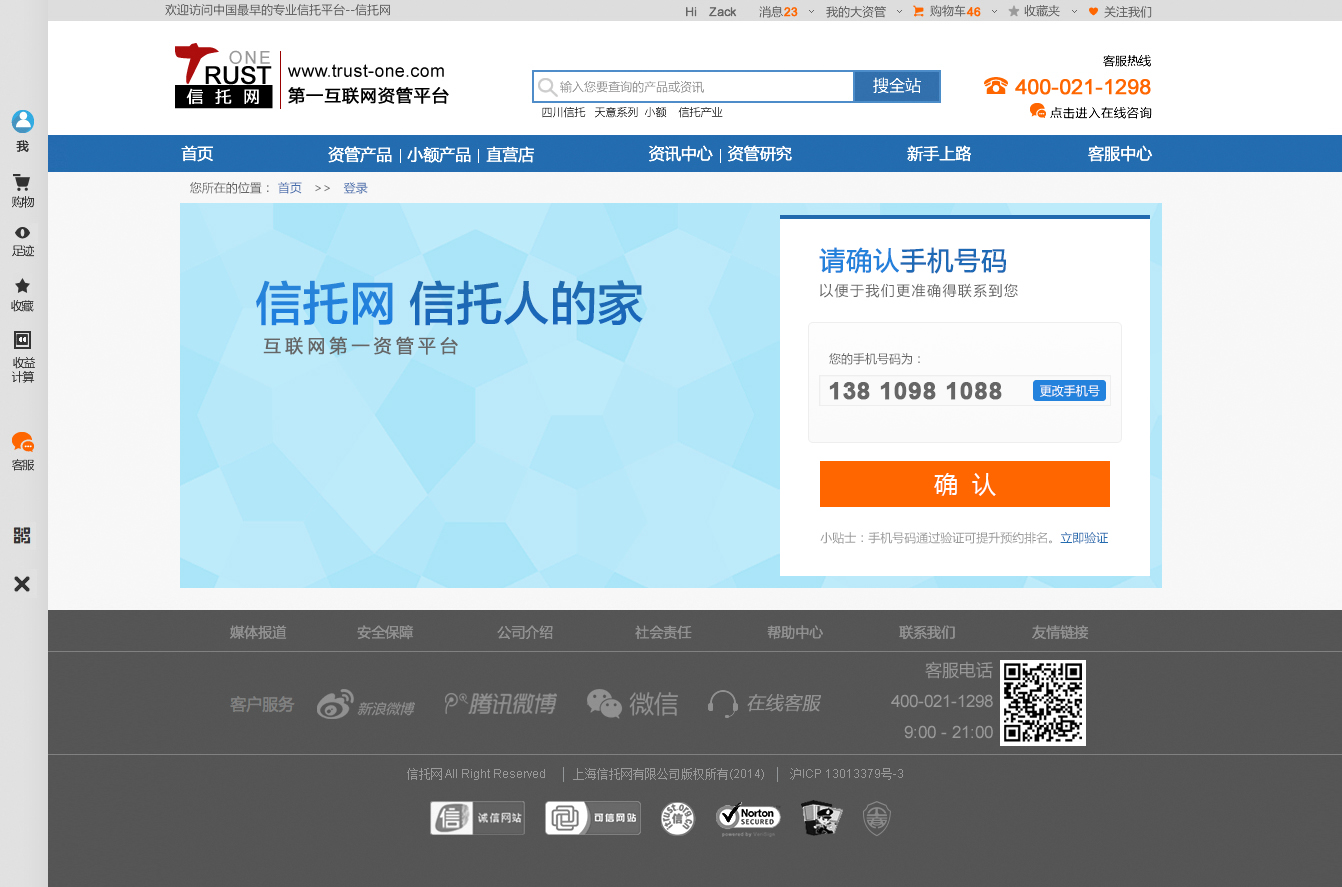 欢迎访问中国最早的专业信托平台--信托网
Hi Zack 消息23 我的大资管 购物车46 收藏夹 关注我们
ONE
TRUST
信托网
www.trust-one.com
第一互联网资管平台
输入您要查询的产品或资讯 搜全站
四川信托 天意系列 小额 信托产业
客服热线
400-021-1298
点击进入在线咨询
我
购物
足迹
收藏
收益
计算
客服
首页 资管产品 | 小额产品 | 直营店 资讯中心 | 资管研究 新手上路 客服中心
您所在的位置： 首页 >> 登录
信托网 信托人的家
互联网第一资管平台
请确认手机号码
以便于我们更准确得联系到您
您的手机号码为：
138 1098 1088 更改手机号
确 认
小贴士：手机号码通过验证可提升预约排名。立即验证
媒体报道 安全保障 公司介绍 社会责任 帮助中心 联系我们 友情链接
客户服务 新浪微博 腾讯微博 微信 在线客服
客服电话
400-021-1298
9:00 - 21:00
信托网 All Right Reserved | 上海信托网有限公司版权所有(2014) | 沪ICP 13013379号-3
信 诚信网站 可信网站 信 Norton
SECURED